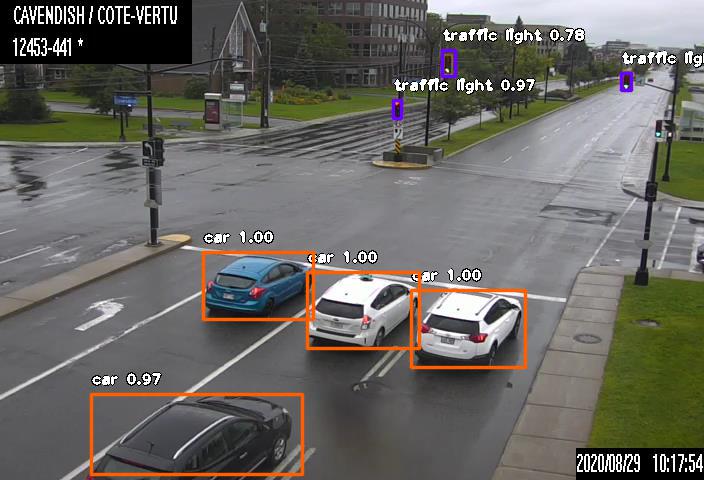 CAVENDISH / COTE-VERTU
12453-441 *
traffic light 0.78
traffic lig
traffic light 0.97
car 1.00
car 1.00
car 1.00
car 0.97
2020/08/29 10:17:54